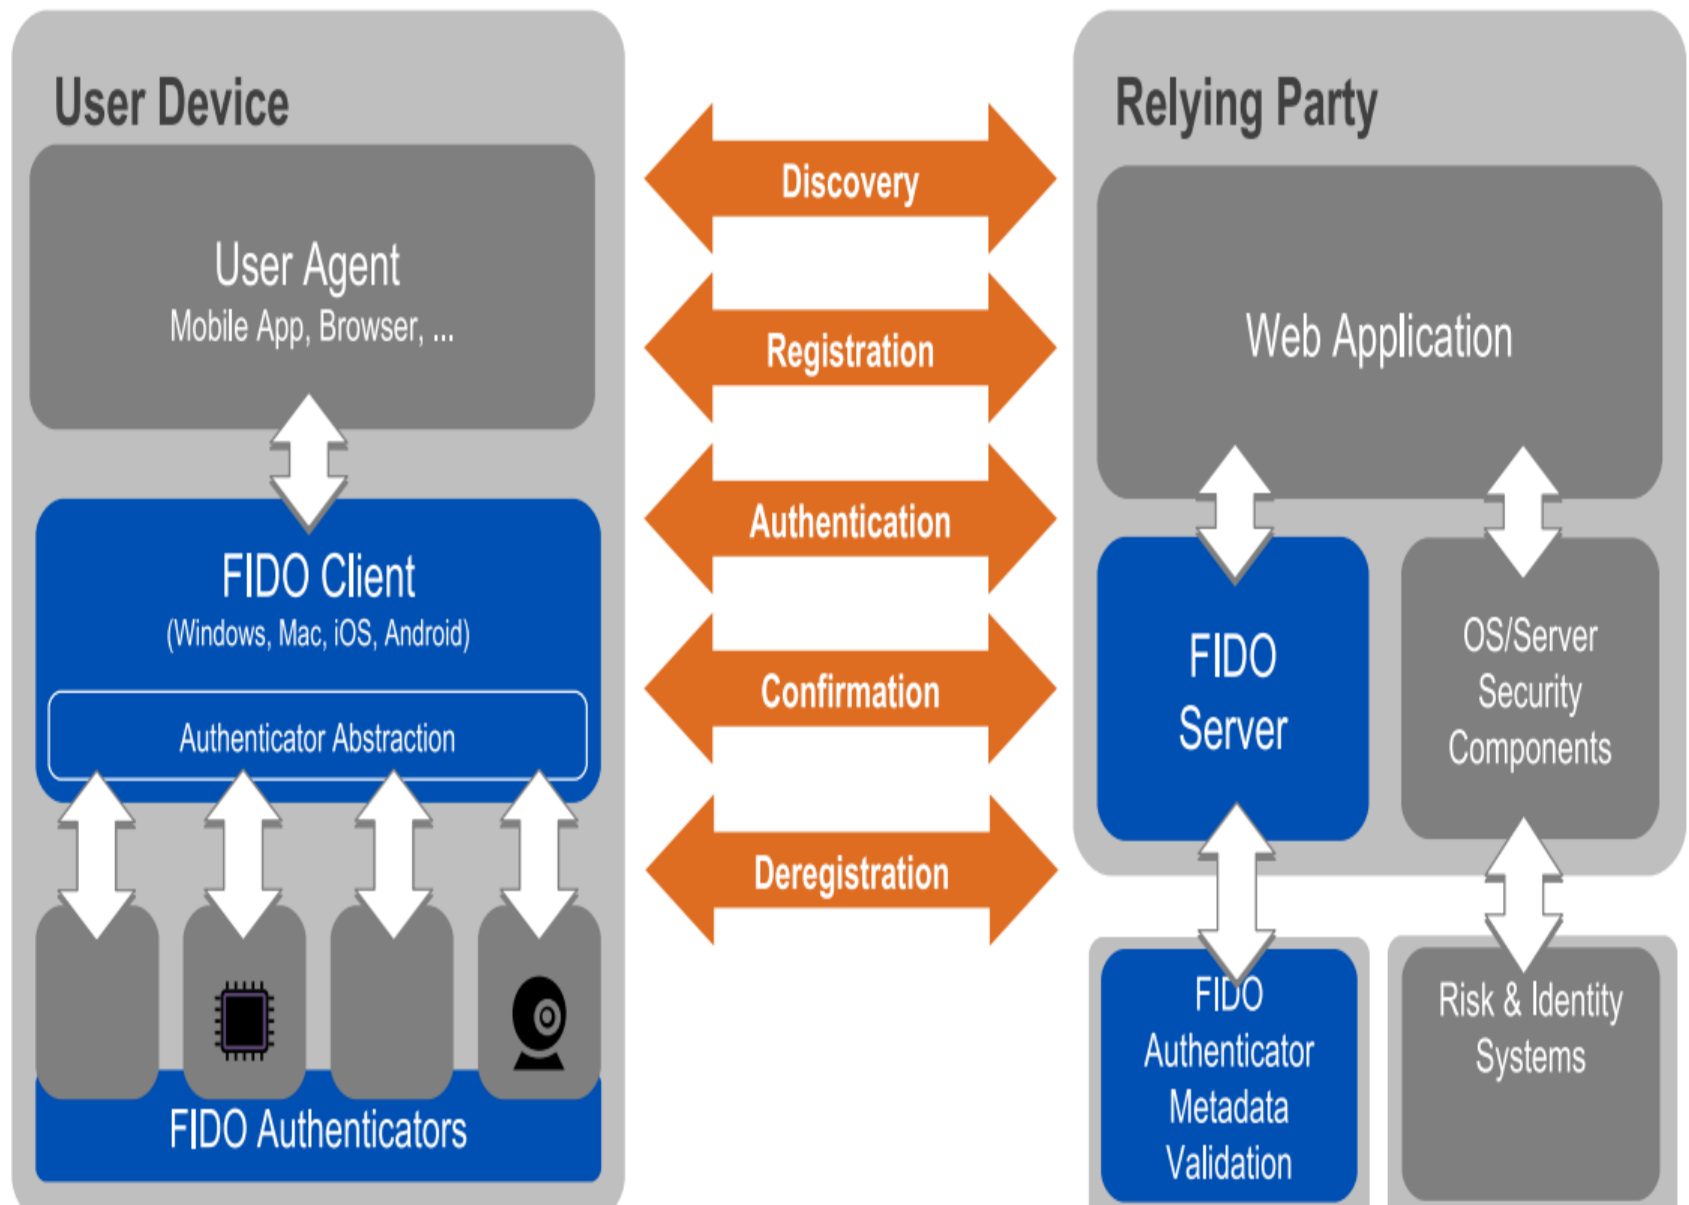 User Device
User Agent
Mobile App, Browser, ...
FIDO Client
(Windows, Mac, iOS, Android)
Authenticator Abstraction
FIDO Authenticators
Discovery
Registration
Authentication
Confirmation
Deregistration
Relying Party
Web Application
FIDO
Server
OS/Server
Security
Components
FIDO
Authenticator
Metadata
Validation
Risk & Identity
Systems